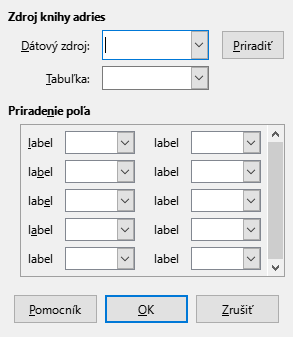 Zdroj knihy adries
Dátový zdroj: Priradiť
Tabuľka:
Priradenie poľa
label label
label label
label label
label label
label label
Pomocník OK Zrušiť